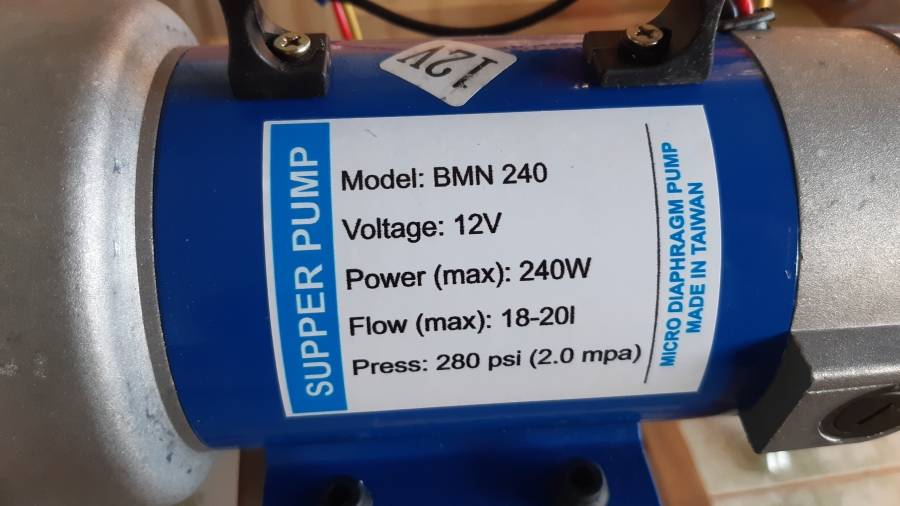 12V
SUPPER PUMP
Model: BMN 240
Voltage: 12V
Power (max): 240W
Flow (max): 18-20l
Press: 280 psi (2.0 mpa)
MICRO DIAPHRAGM PUMP
MADE IN TAIWAN